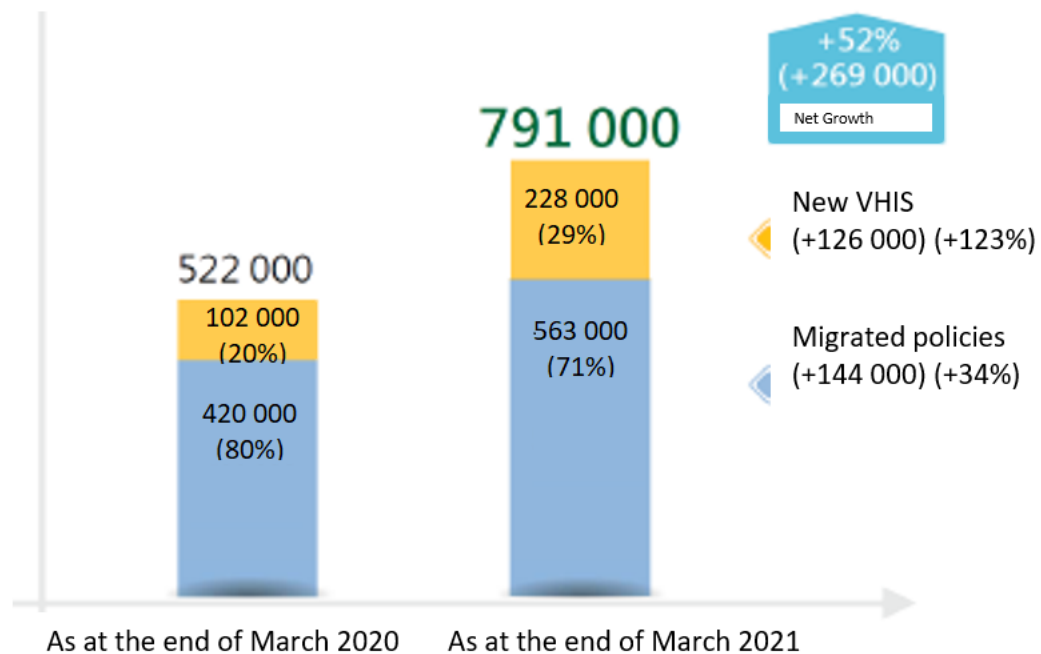 +52%
(+269 000)
Net Growth
791 000
228 000
(29%)
New VHIS
(+126 000) (+123%)
522 000
102 000
(20%)
563 000
(71%)
Migrated policies
(+144 000) (+34%)
420 000
(80%)
As at the end of March 2020
As at the end of March 2021